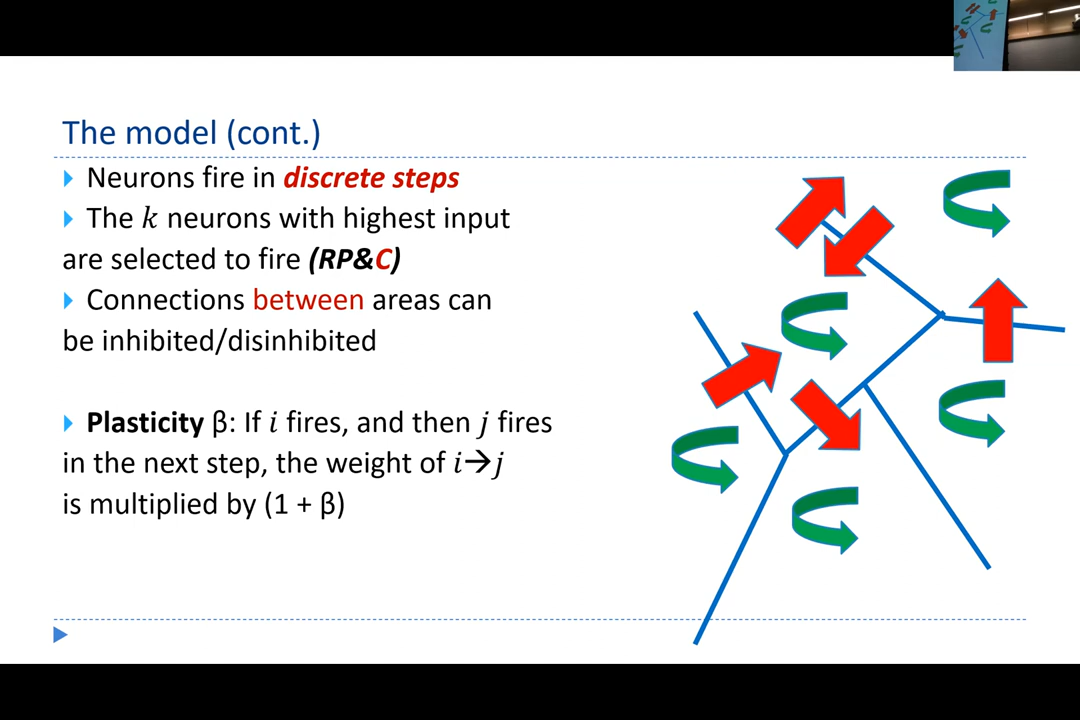 The model (cont.)
Neurons fire in discrete steps
The k neurons with highest input
are selected to fire (RP&C)
Connections between areas can
be inhibited/disinhibited
Plasticity β: If i fires, and then j fires
in the next step, the weight of i→j
is multiplied by (1 + β)